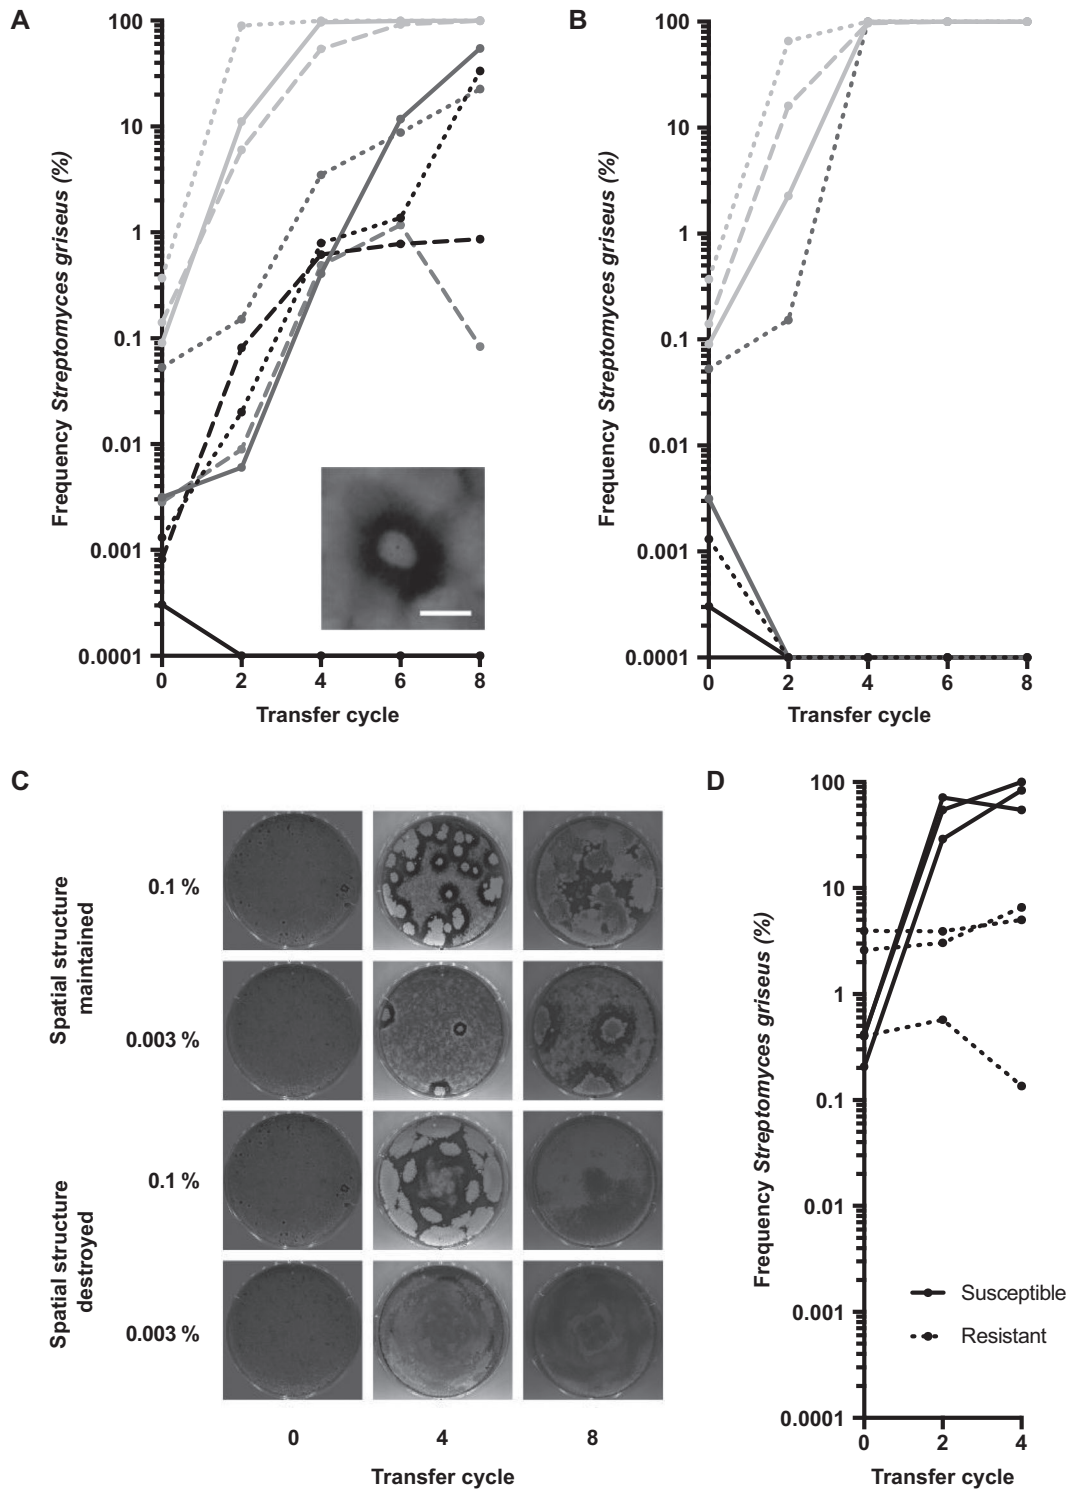 A
Frequency Streptomyces griseus (%)
100
10
1
0.1
0.01
0.001
0.0001
0 2 4 6 8
Transfer cycle
B
Frequency Streptomyces griseus (%)
100
10
1
0.1
0.01
0.001
0.0001
0 2 4 6 8
Transfer cycle
C
Spatial structure
maintained
0.1 %
0.003 %
Spatial structure
destroyed
0.1 %
0.003 %
0 4 8
Transfer cycle
D
Frequency Streptomyces griseus (%)
100
10
1
0.1
0.01
0.001
0.0001
Susceptible
Resistant
0 2 4
Transfer cycle